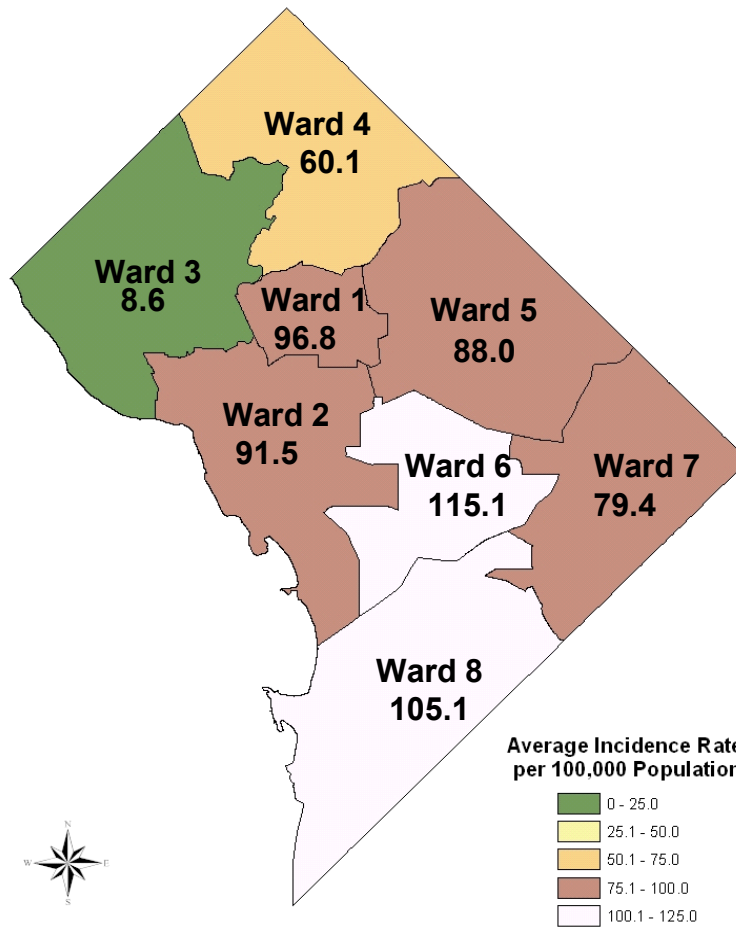 Ward 4
60.1
Ward 3
8.6
Ward 1
96.8
Ward 5
88.0
Ward 2
91.5
Ward 6
115.1
Ward 7
79.4
Ward 8
105.1
Average Incidence Rate
per 100,000 Population
0 - 25.0
25.1 - 50.0
50.1 - 75.0
75.1 - 100.0
100.1 - 125.0
N
W E
S